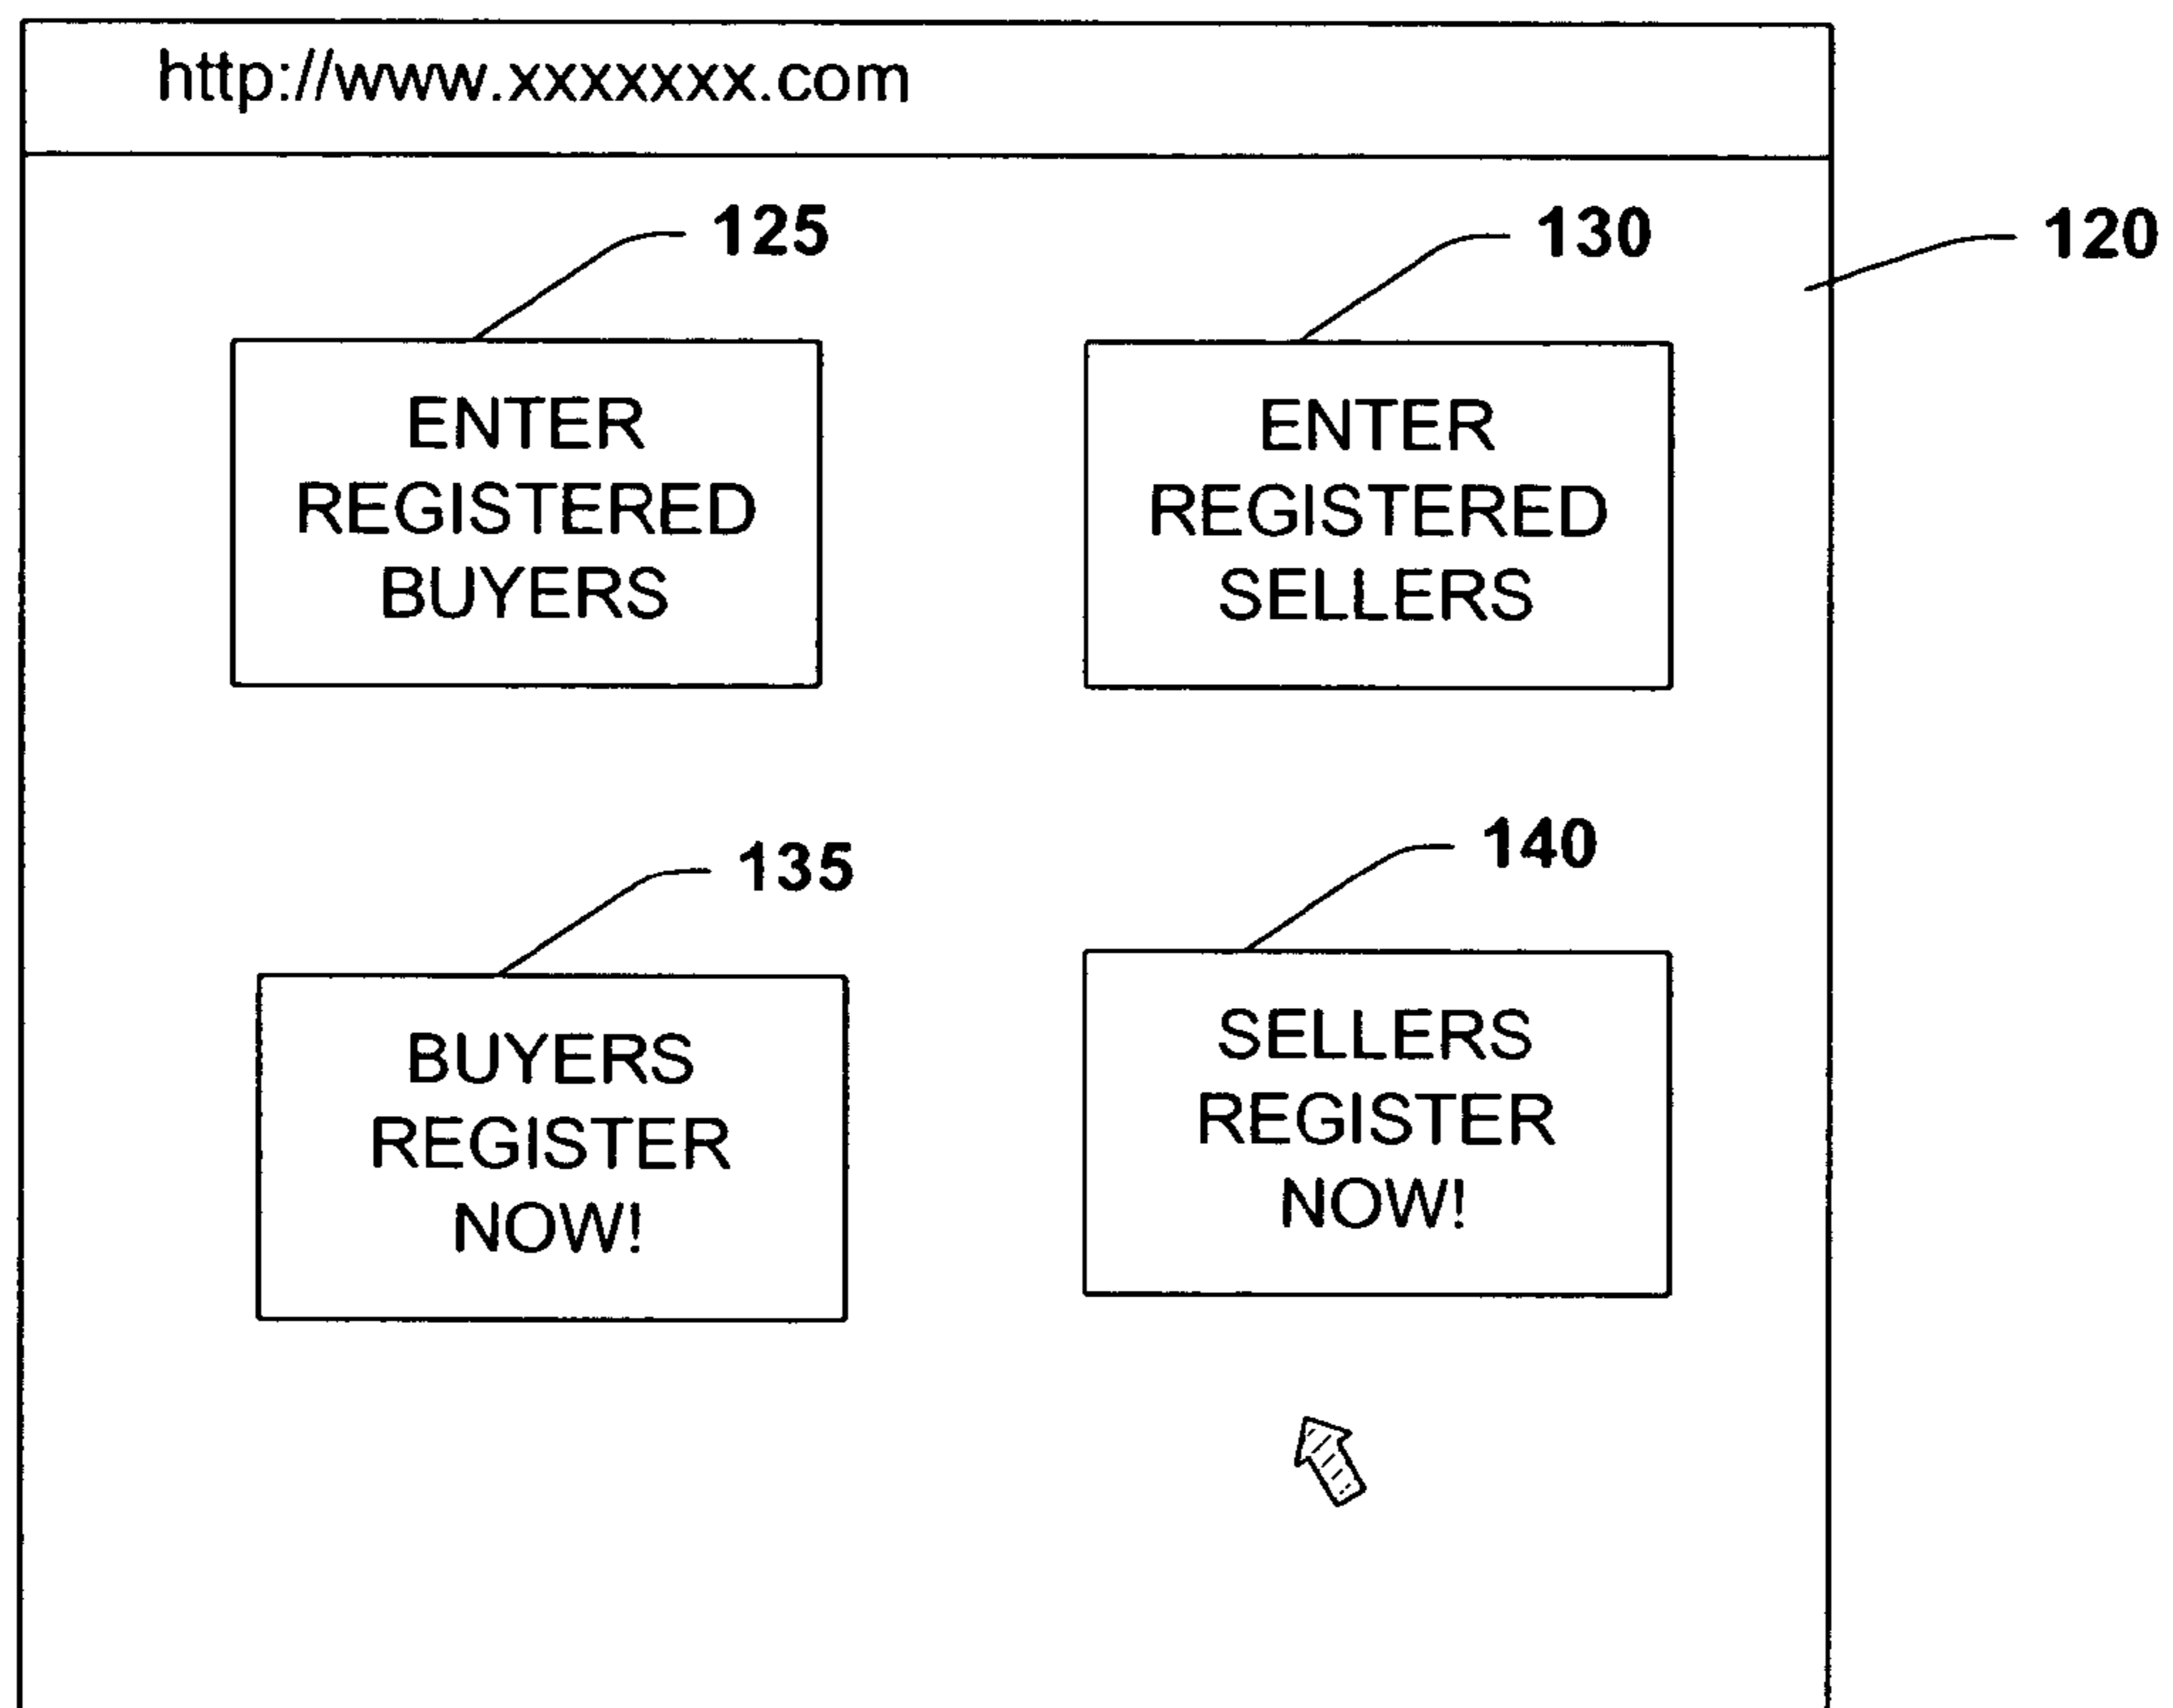 http://www.xxxxxxx.com
125
130
120
ENTER
REGISTERED
BUYERS
ENTER
REGISTERED
SELLERS
135
140
BUYERS
REGISTER
NOW!
SELLERS
REGISTER
NOW!